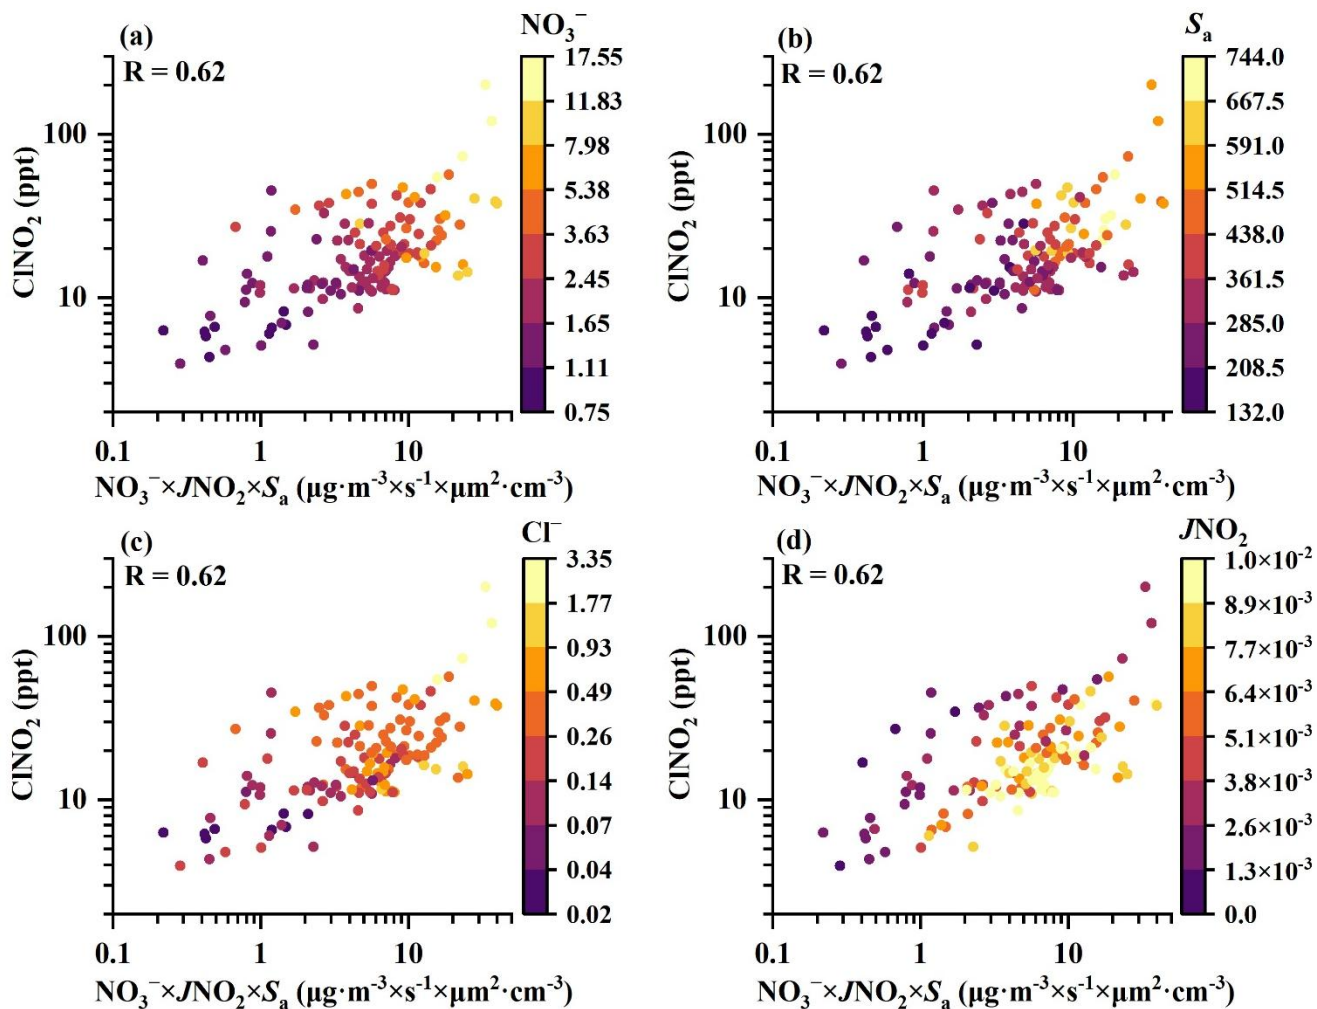 (a)
R = 0.62
NO₃⁻
17.55
11.83
7.98
5.38
3.63
2.45
1.65
1.11
0.75
ClNO₂ (ppt)
100
10
0.1 1 10
NO₃⁻×JNO₂×Sₐ (μg·m⁻³×s⁻¹×μm²·cm⁻³)
(b)
R = 0.62
Sₐ
744.0
667.5
591.0
514.5
438.0
361.5
285.0
208.5
132.0
ClNO₂ (ppt)
100
10
0.1 1 10
NO₃⁻×JNO₂×Sₐ (μg·m⁻³×s⁻¹×μm²·cm⁻³)
(c)
R = 0.62
Cl⁻
3.35
1.77
0.93
0.49
0.26
0.14
0.07
0.04
0.02
ClNO₂ (ppt)
100
10
0.1 1 10
NO₃⁻×JNO₂×Sₐ (μg·m⁻³×s⁻¹×μm²·cm⁻³)
(d)
R = 0.62
JNO₂
1.0×10⁻²
8.9×10⁻³
7.7×10⁻³
6.4×10⁻³
5.1×10⁻³
3.8×10⁻³
2.6×10⁻³
1.3×10⁻³
0.0
ClNO₂ (ppt)
100
10
0.1 1 10
NO₃⁻×JNO₂×Sₐ (μg·m⁻³×s⁻¹×μm²·cm⁻³)